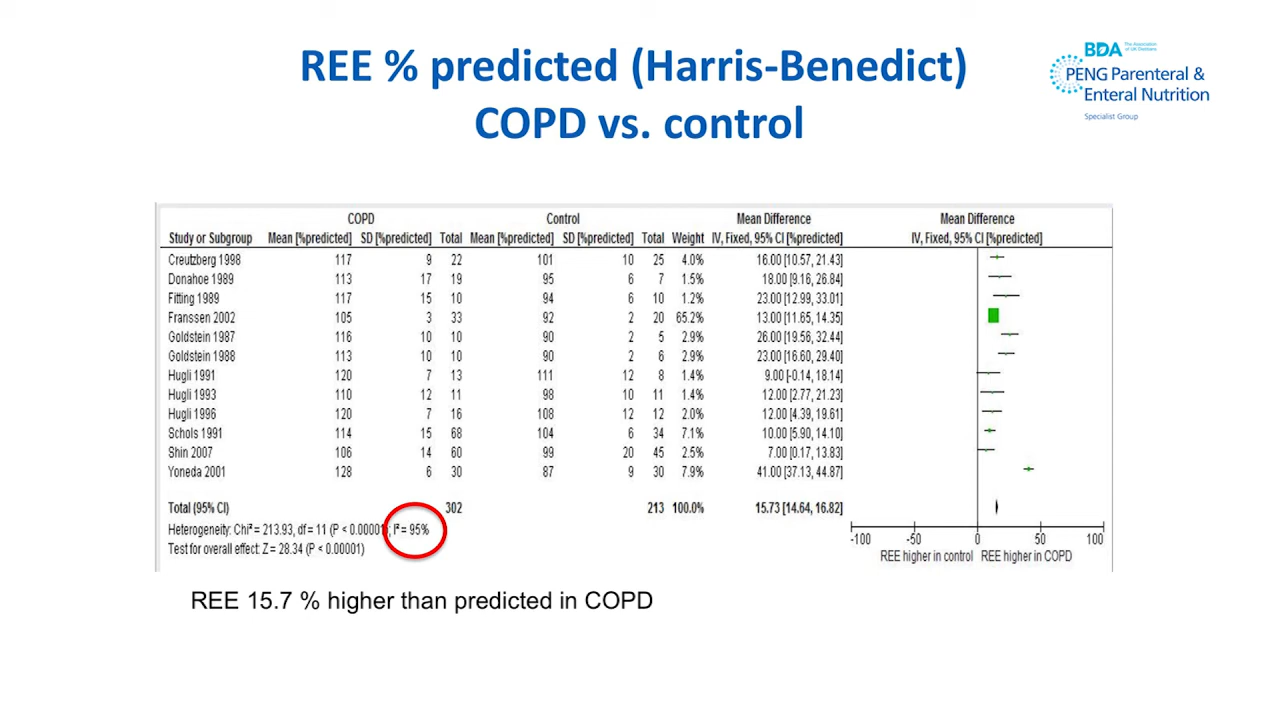 REE % predicted (Harris-Benedict)
COPD vs. control
BDA The Association of UK Dietitians
PENG Parenteral &
Enteral Nutrition
Specialist Group
COPD Control Mean Difference Mean Difference
Study or Subgroup Mean [%predicted] SD [%predicted] Total Mean [%predicted] SD [%predicted] Total Weight IV, Fixed, 95% CI [%predicted] IV, Fixed, 95% CI [%predicted]
Creutzberg 1998 117 9 22 101 10 25 4.0% 16.00 [10.57, 21.43]
Donahoe 1989 113 17 19 95 6 7 1.5% 18.00 [9.16, 26.84]
Fitting 1989 117 15 10 94 6 10 1.2% 23.00 [12.99, 33.01]
Franssen 2002 105 3 33 92 2 20 65.2% 13.00 [11.65, 14.35]
Goldstein 1987 116 10 10 90 2 5 2.9% 26.00 [19.56, 32.44]
Goldstein 1988 113 10 10 90 2 6 2.9% 23.00 [16.60, 29.40]
Hugli 1991 120 7 13 111 12 8 1.4% 9.00 [-0.14, 18.14]
Hugli 1993 110 12 11 98 10 11 1.4% 12.00 [2.77, 21.23]
Hugli 1996 120 7 16 108 12 12 2.0% 12.00 [4.39, 19.61]
Schols 1991 114 15 68 104 6 34 7.1% 10.00 [5.90, 14.10]
Shin 2007 106 14 60 99 20 45 2.5% 7.00 [0.17, 13.83]
Yoneda 2001 128 6 30 87 9 30 7.9% 41.00 [37.13, 44.87]
Total (95% CI) 302 213 100.0% 15.73 [14.64, 16.82]
Heterogeneity: Chi² = 213.93, df = 11 (P < 0.00001); I² = 95%
Test for overall effect: Z = 28.34 (P < 0.00001)
-100 -50 0 50 100
REE higher in control REE higher in COPD
REE 15.7 % higher than predicted in COPD